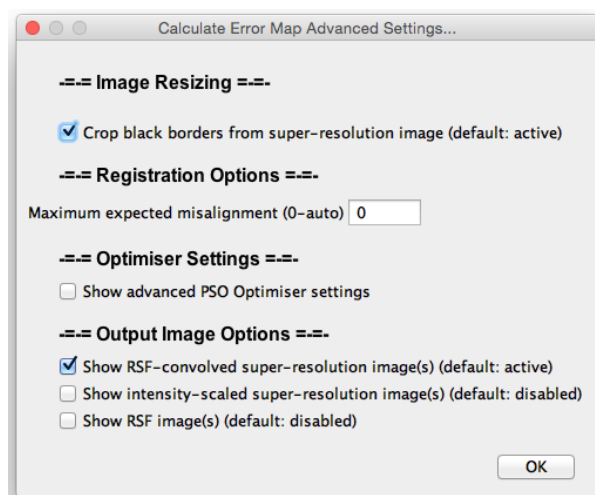 Calculate Error Map Advanced Settings...
-=-= Image Resizing =-=-
Crop black borders from super-resolution image (default: active)
-=-= Registration Options =-=-
Maximum expected misalignment (0-auto) 0
-=-= Optimiser Settings =-=-
Show advanced PSO Optimiser settings
-=-= Output Image Options =-=-
Show RSF-convolved super-resolution image(s) (default: active)
Show intensity-scaled super-resolution image(s) (default: disabled)
Show RSF image(s) (default: disabled)
OK